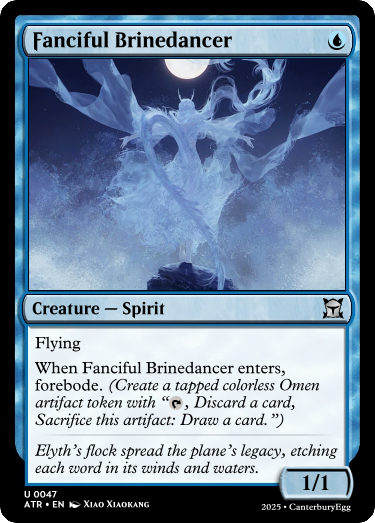 Fanciful Brinedancer
Creature — Spirit
Flying
When Fanciful Brinedancer enters,
forebode. (Create a tapped colorless Omen
artifact token with “, Discard a card,
Sacrifice this artifact: Draw a card.”)
Elyth's flock spread the plane's legacy, etching
each word in its winds and waters.
1/1
U 0047
ATR • EN Xiao Xiaokang
2025 • CanterburyEgg